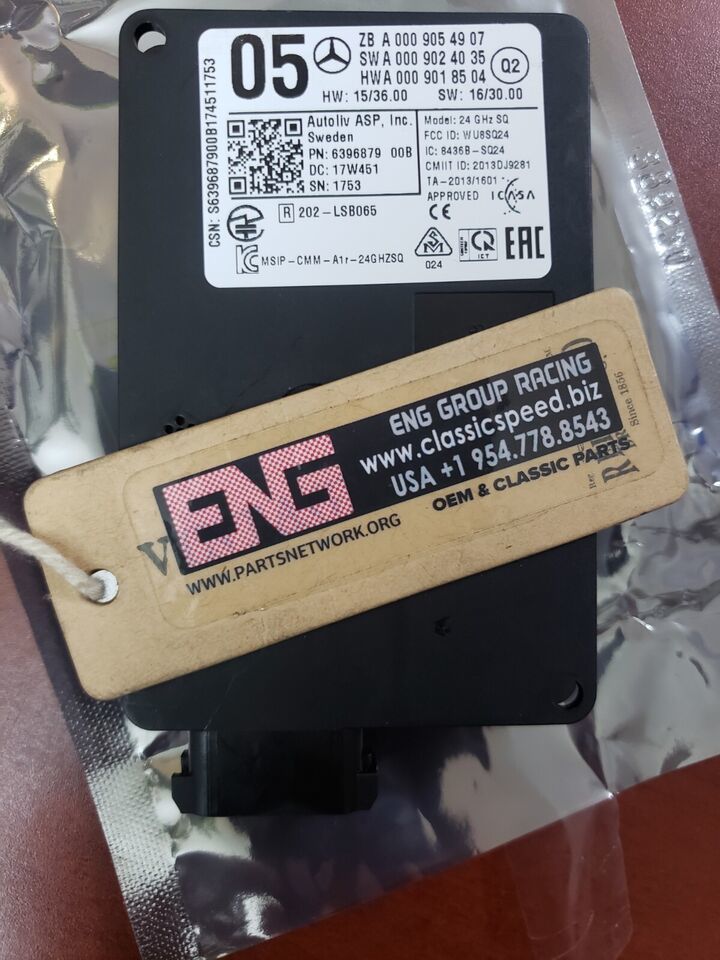 05
ZB A 000 905 49 07
SW A 000 902 40 35
HW A 000 901 85 04
Q2
HW: 15/36.00 SW: 16/30.00
CSN: S639687900B174511753
Autoliv ASP, Inc.
Sweden
PN: 6396879 00B
DC: 17W451
SN: 1753
Model: 24 GHz SQ
FCC ID: WU8SQ24
IC: 8436B-SQ24
CMIIT ID: 2013DJ9281
TA-2013/1601
APPROVED ICASA
R 202-LSB065
CE
024
ICT
EAC
MSIP-CMM-A1r-24GHZSQ
ENG GROUP RACING
www.classicspeed.biz
USA +1 954.778.8543
OEM & CLASSIC PARTS
ENG
WWW.PARTSNETWORK.ORG
Since 1856